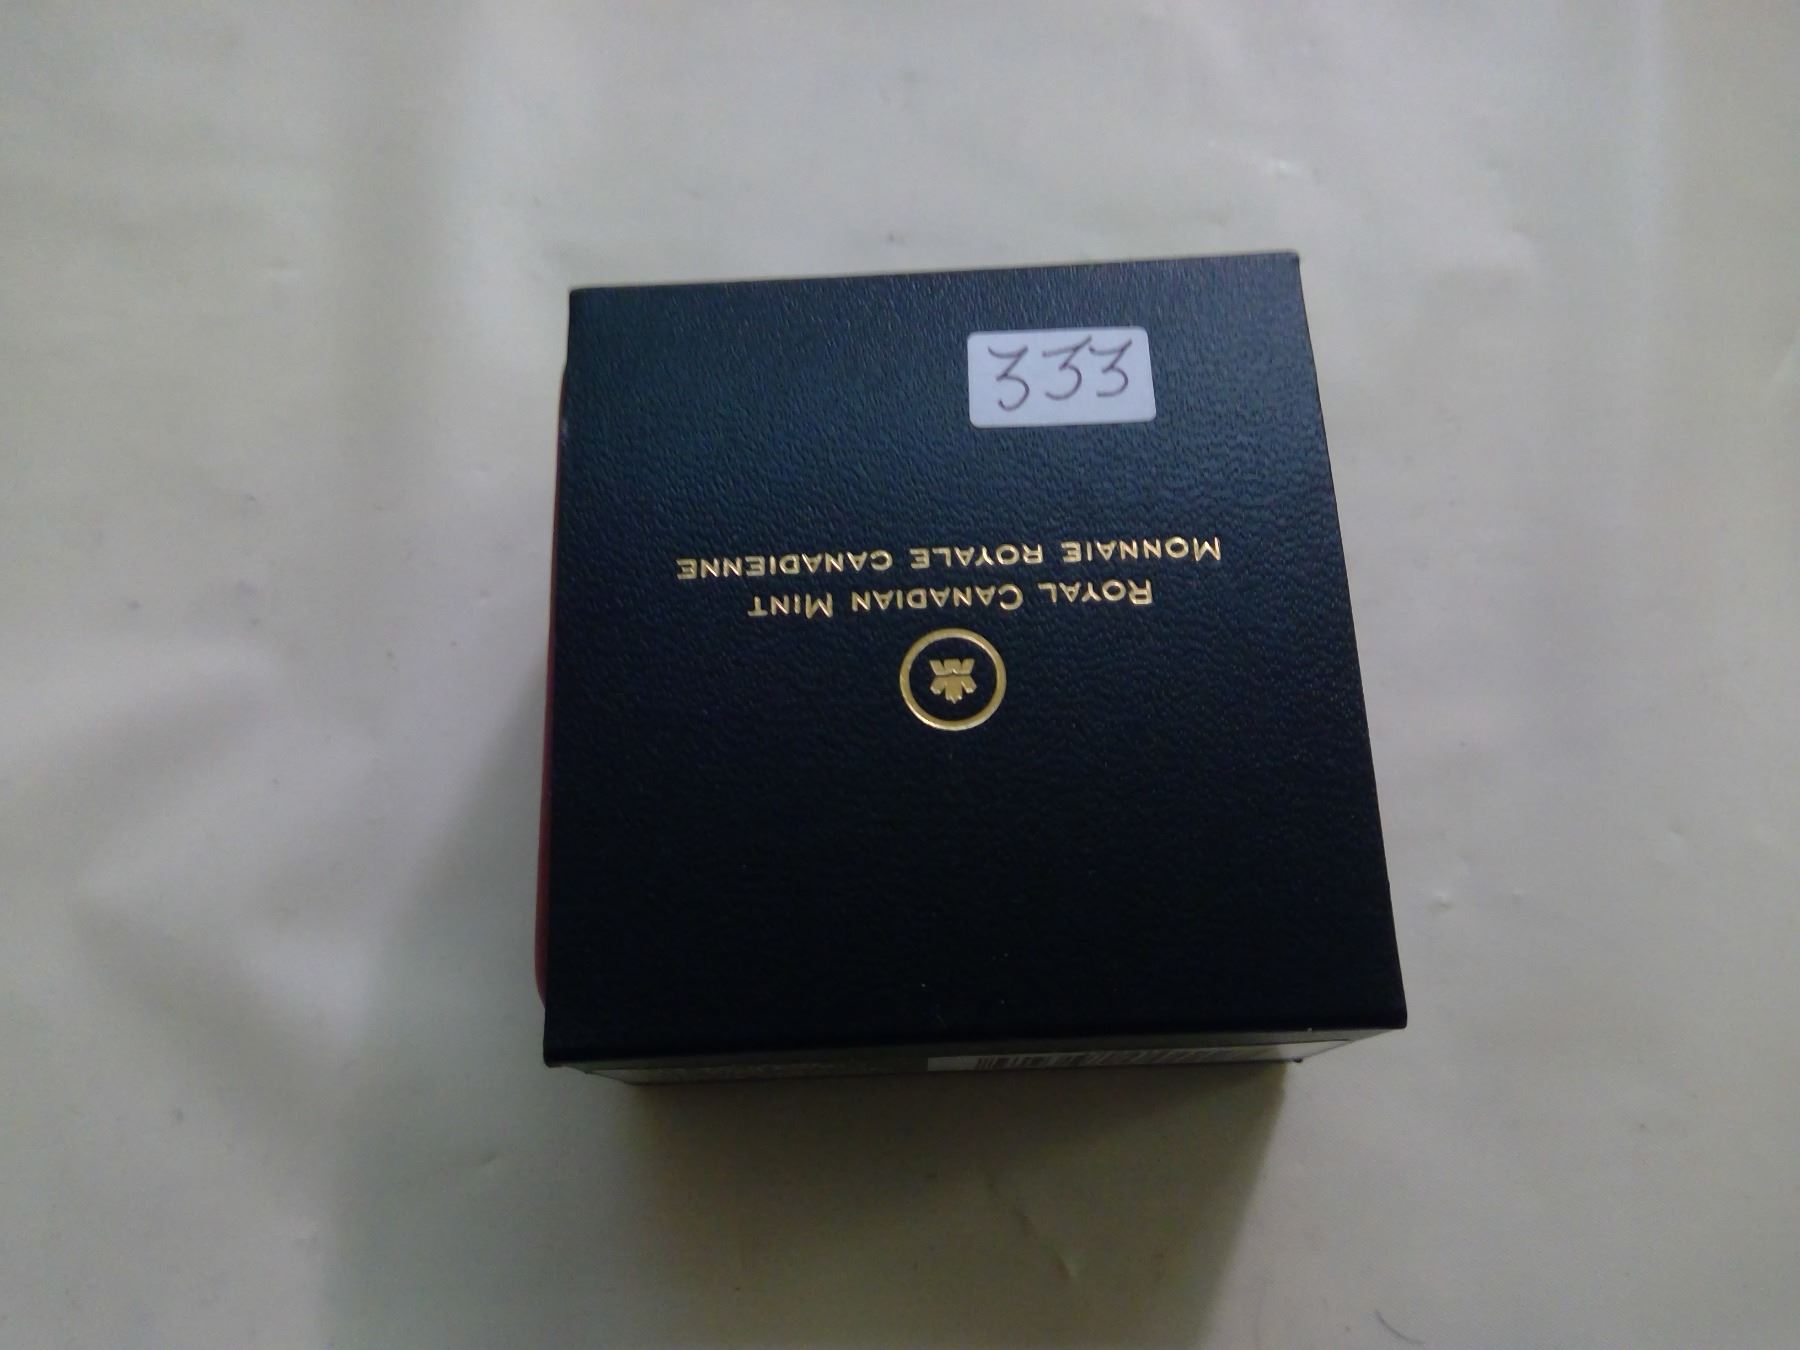 333
Royal Canadian Mint
Monnaie royale canadienne